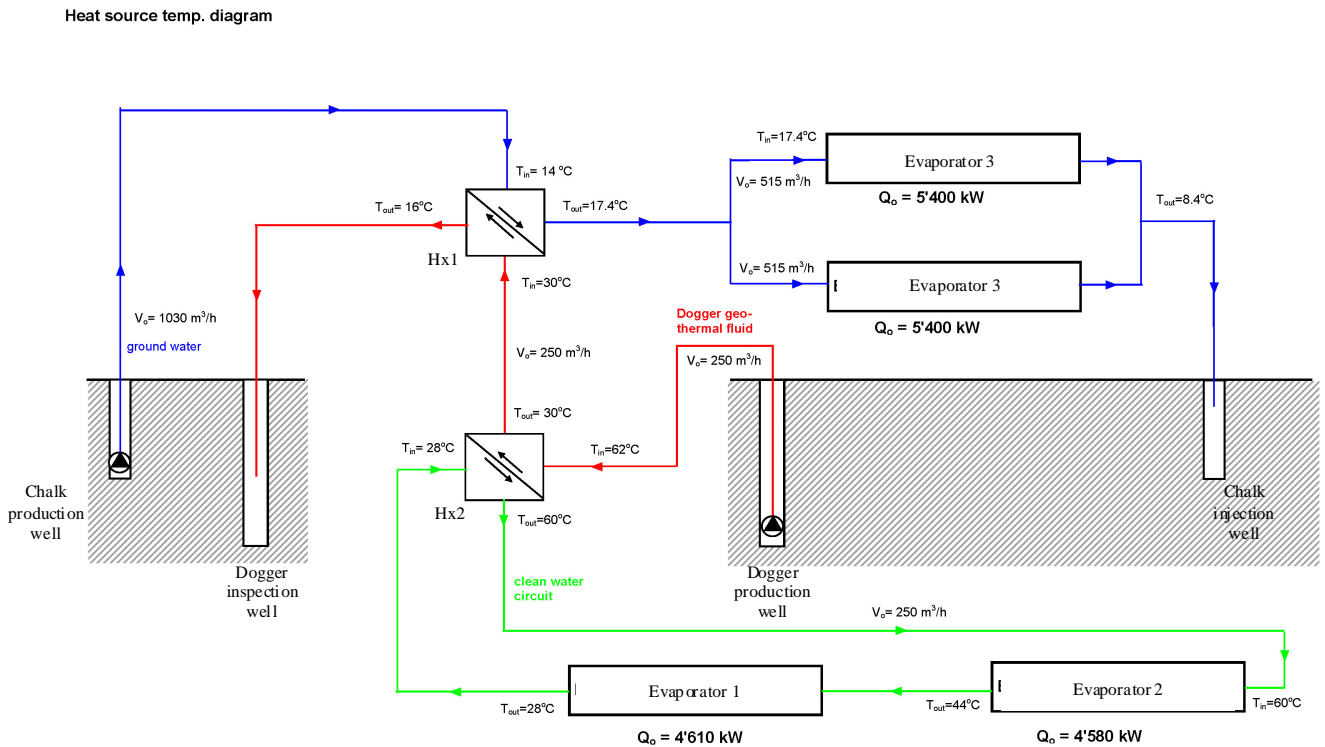 Heat source temp. diagram
Tin= 14 °C
Tout= 16°C
Tout=17.4°C
Hx1
Tin=30°C
Tin=17.4°C
Evaporator 3
Vo= 515 m³/h
Qo = 5'400 kW
Tout=8.4°C
Vo= 515 m³/h
Evaporator 3
Qo = 5'400 kW
Vo= 1030 m³/h
ground water
Dogger geo-
thermal fluid
Vo= 250 m³/h
Vo= 250 m³/h
Tout= 30°C
Tin= 28°C
Tin=62°C
Hx2
Tout=60°C
Chalk
production
well
Dogger
inspection
well
Dogger
production
well
Chalk
injection
well
clean water
circuit
Vo= 250 m³/h
Evaporator 1
Evaporator 2
Tout=28°C
Tout=44°C
Tin=60°C
Qo = 4'610 kW
Qo = 4'580 kW